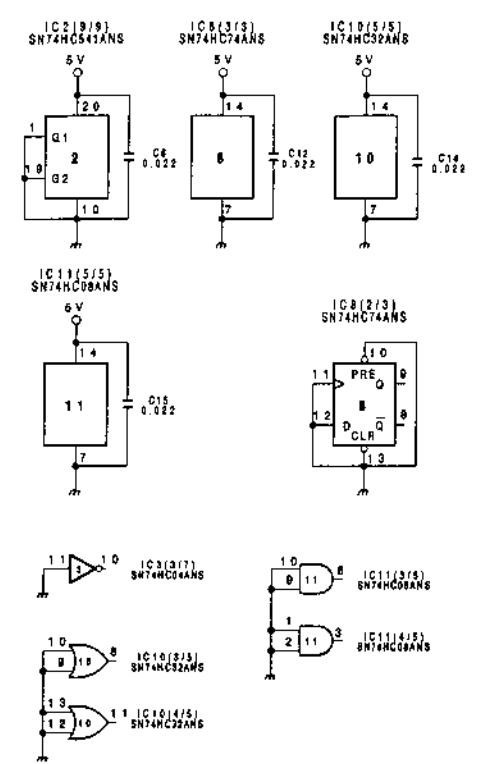 IC2(9/9)
SN74HC541ANS
5V
20
1
G1
2
19
G2
10
C6
0.022
IC8(3/3)
SN74HC74ANS
5V
14
8
7
C12
0.022
IC10(5/5)
SN74HC32ANS
5V
14
10
7
C14
0.022
IC11(5/5)
SN74HC08ANS
5V
14
11
7
C15
0.022
IC8(2/3)
SN74HC74ANS
10
11
PRE
Q
9
8
12
D
Q
8
CLR
13
11
3
10
IC3(3/7)
SN74HC04ANS
10
9
10
8
IC10(3/5)
SN74HC32ANS
13
12
10
11
IC10(4/5)
SN74HC32ANS
10
9
11
8
IC11(3/5)
SN74HC08ANS
1
2
11
3
IC11(4/5)
SN74HC08ANS